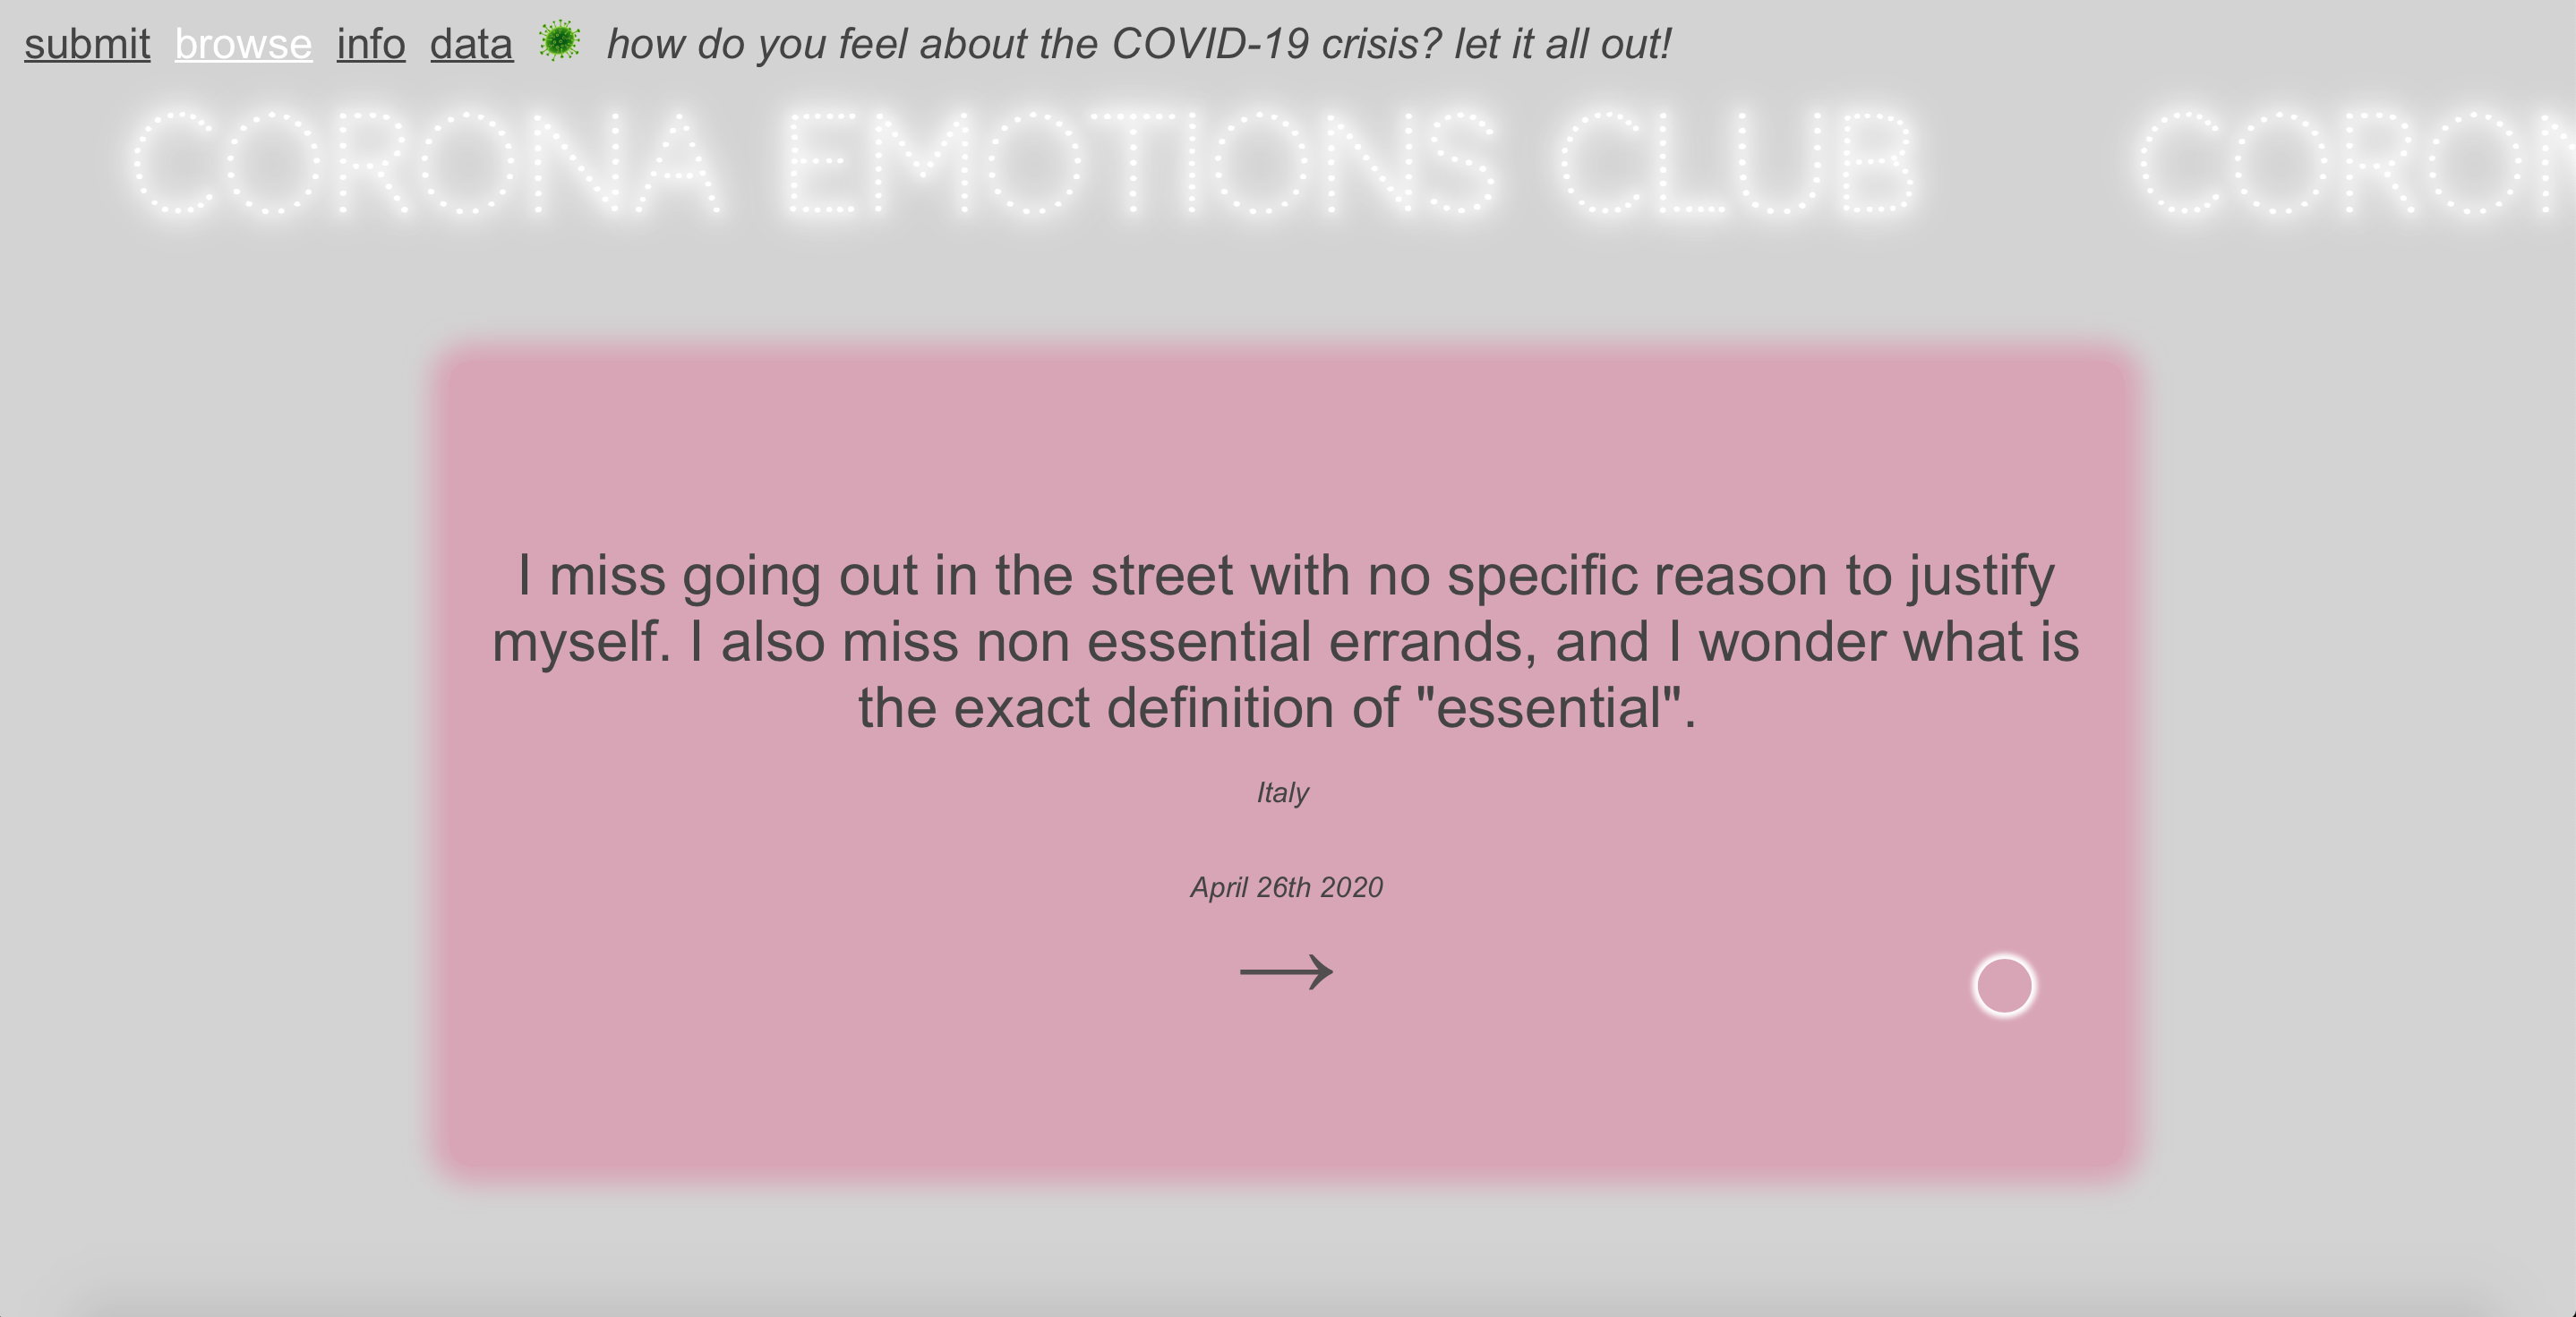 submit browse info data how do you feel about the COVID-19 crisis? let it all out!
CORONA EMOTIONS CLUB CORON
I miss going out in the street with no specific reason to justify
myself. I also miss non essential errands, and I wonder what is
the exact definition of "essential".
Italy
April 26th 2020